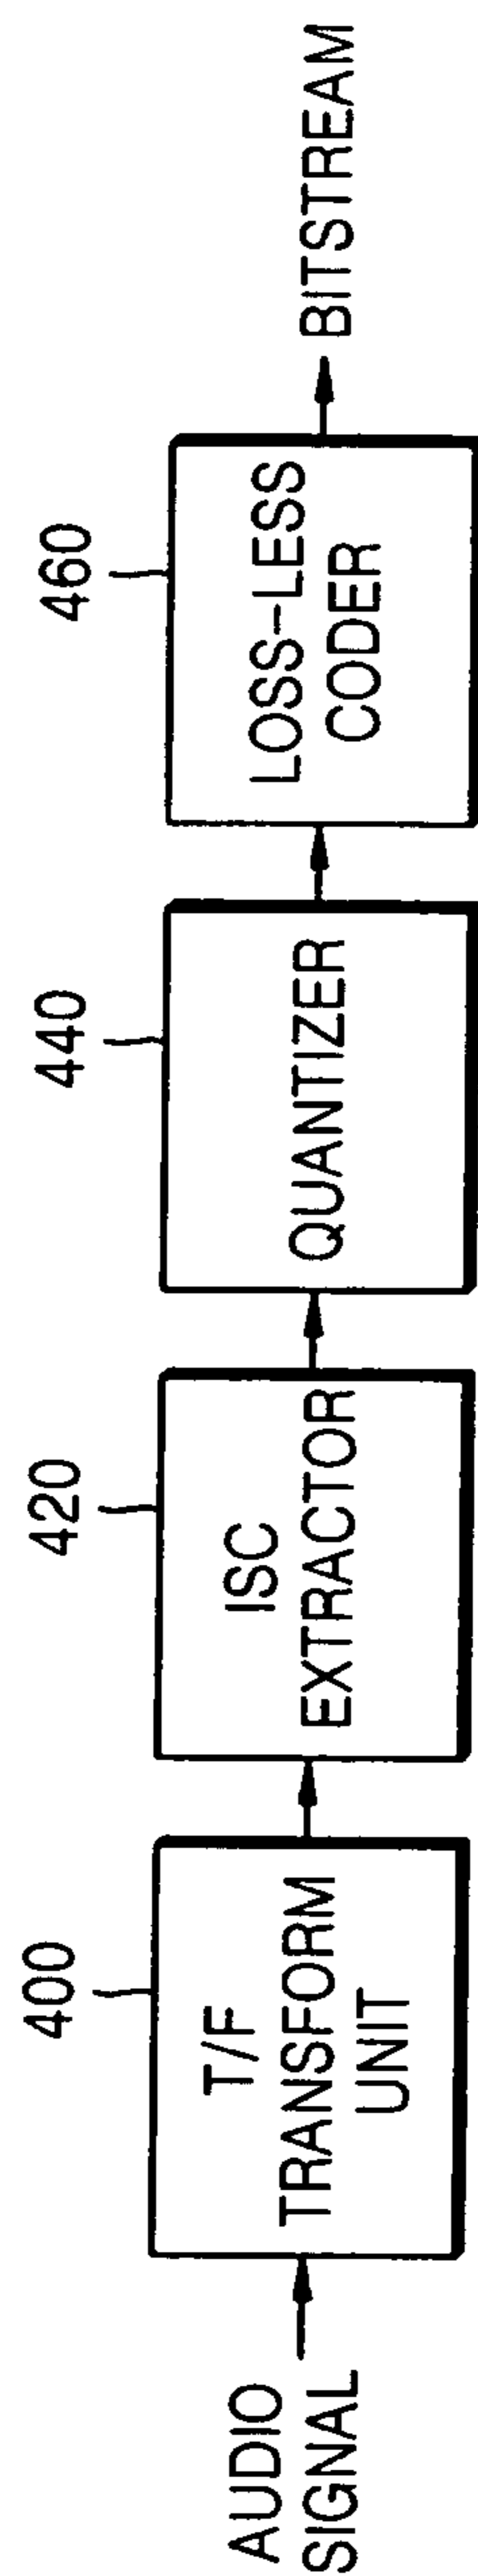 AUDIO
SIGNAL
400
T/F
TRANSFORM
UNIT
420
ISC
EXTRACTOR
440
QUANTIZER
460
LOSS-LESS
CODER
BITSTREAM